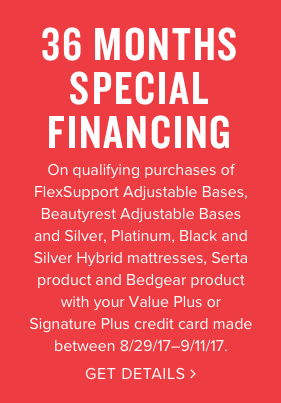 36 MONTHS
SPECIAL
FINANCING
On qualifying purchases of
FlexSupport Adjustable Bases,
Beautyrest Adjustable Bases
and Silver, Platinum, Black and
Silver Hybrid mattresses, Serta
product and Bedgear product
with your Value Plus or
Signature Plus credit card made
between 8/29/17–9/11/17.
GET DETAILS >